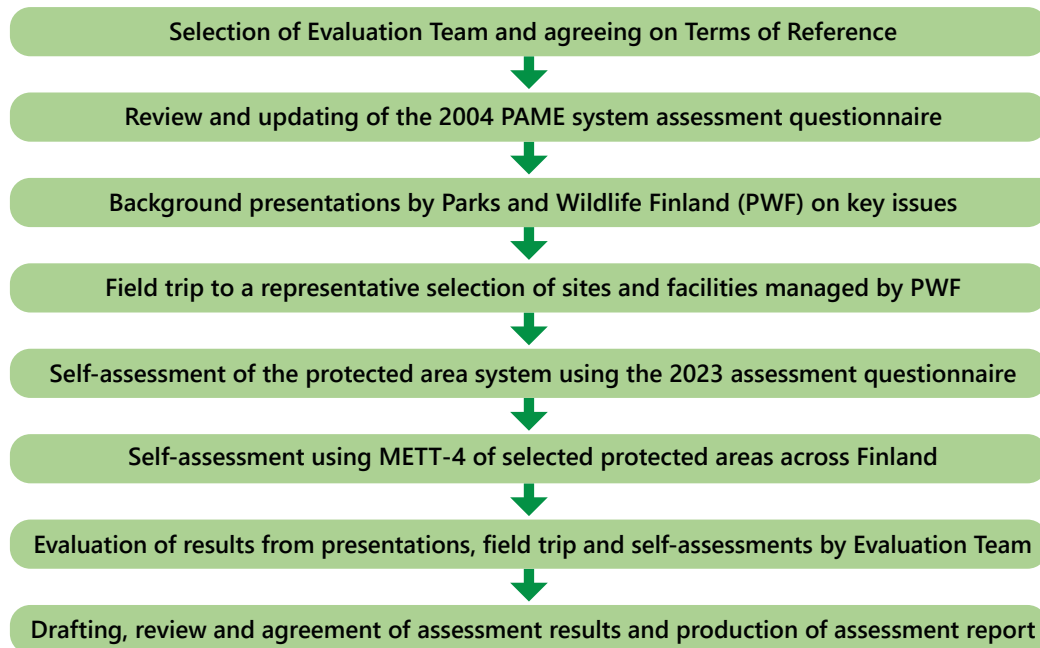 Selection of Evaluation Team and agreeing on Terms of Reference
Review and updating of the 2004 PAME system assessment questionnaire
Background presentations by Parks and Wildlife Finland (PWF) on key issues
Field trip to a representative selection of sites and facilities managed by PWF
Self-assessment of the protected area system using the 2023 assessment questionnaire
Self-assessment using METT-4 of selected protected areas across Finland
Evaluation of results from presentations, field trip and self-assessments by Evaluation Team
Drafting, review and agreement of assessment results and production of assessment report